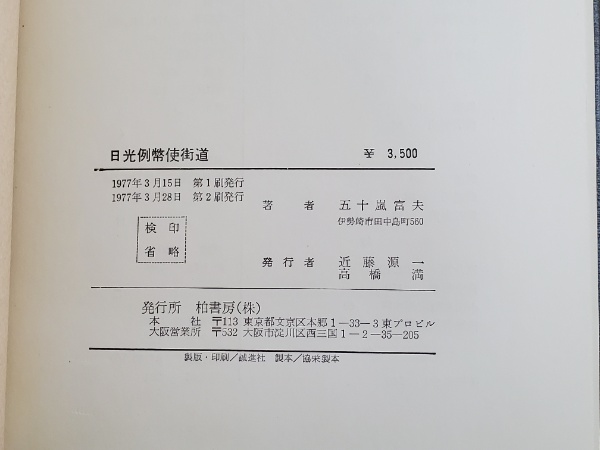 日光例幣使街道 ¥ 3,500
1977年3月15日 第1刷発行
1977年3月28日 第2刷発行
著者 五十嵐富夫
伊勢崎市田中島町560
検印
省略
発行者 近藤源一
高橋満
発行所 柏書房(株)
本社 〒113 東京都文京区本郷1—33—3東プロビル
大阪営業所 〒532 大阪市淀川区西三国1—2—35—205
製版・印刷/誠進社 製本/協栄製本